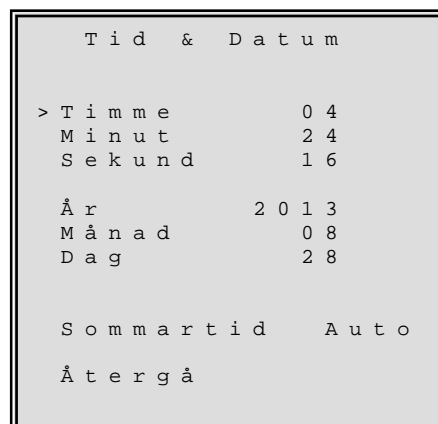 Tid & Datum
> Timme 04
Minut 24
Sekund 16
År 2013
Månad 08
Dag 28
Sommartid Auto
Återgå